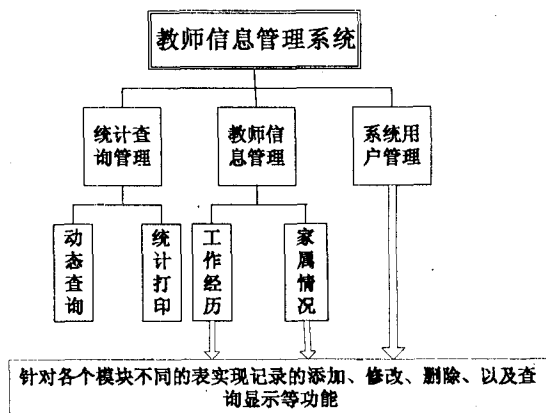 教师信息管理系统
统计查
询管理
教师信
息管理
系统用
户管理
动态查询
统计打印
工作经历
家属情况
针对各个模块不同的表实现记录的添加、修改、删除、以及查
询显示等功能